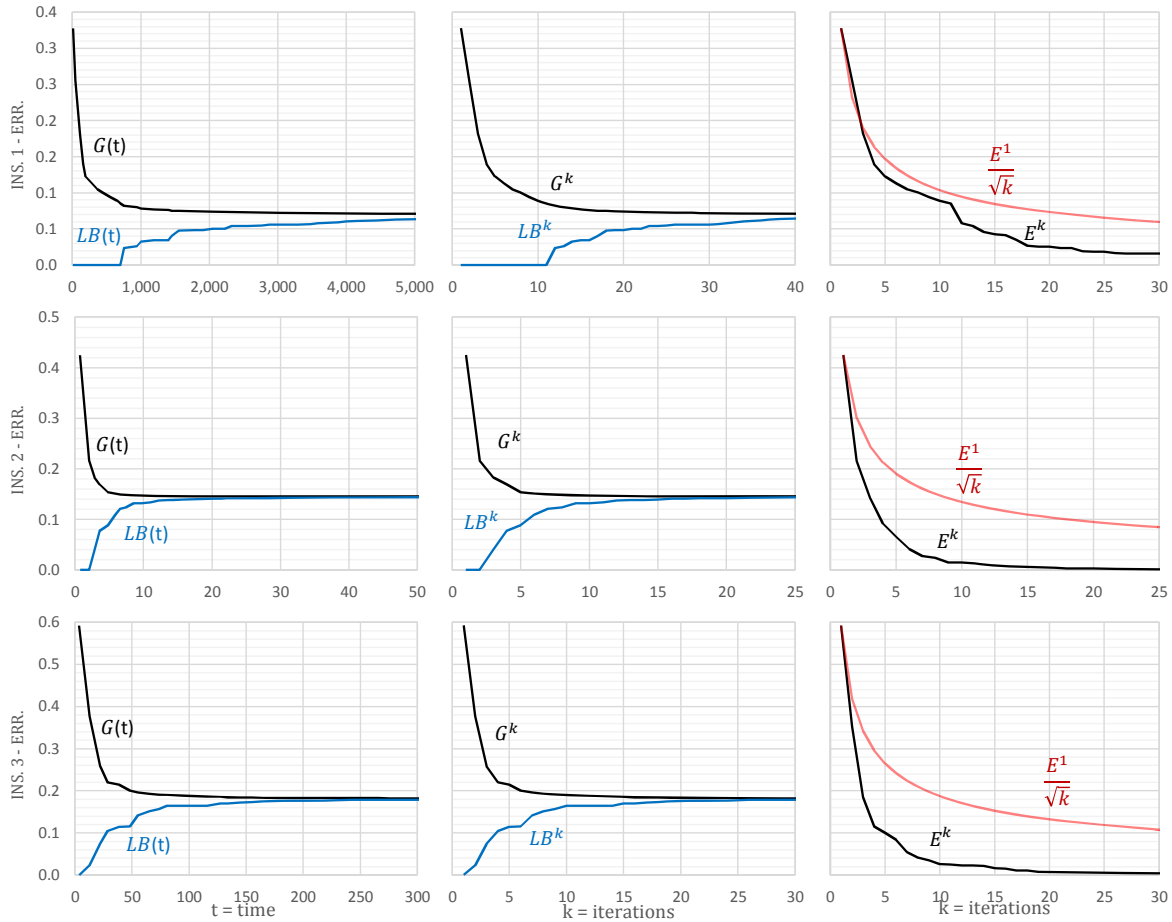 0.4
0.3
0.3
0.2
0.2
0.1
0.1
0.0
INS. 1 - ERR.
G(t)
LB(t)
0 1,000 2,000 3,000 4,000 5,000
G^k
LB^k
0 10 20 30 40
E^1
√k
E^k
0 5 10 15 20 25 30
0.5
0.4
0.3
0.2
0.1
0.0
INS. 2 - ERR.
G(t)
LB(t)
0 10 20 30 40 50
G^k
LB^k
0 5 10 15 20 25
E^1
√k
E^k
0 5 10 15 20 25
0.6
0.5
0.4
0.3
0.2
0.1
0.0
INS. 3 - ERR.
G(t)
LB(t)
0 50 100 150 200 250 300
t = time
G^k
LB^k
0 5 10 15 20 25 30
k = iterations
E^1
√k
E^k
0 5 10 15 20 25 30
k = iterations